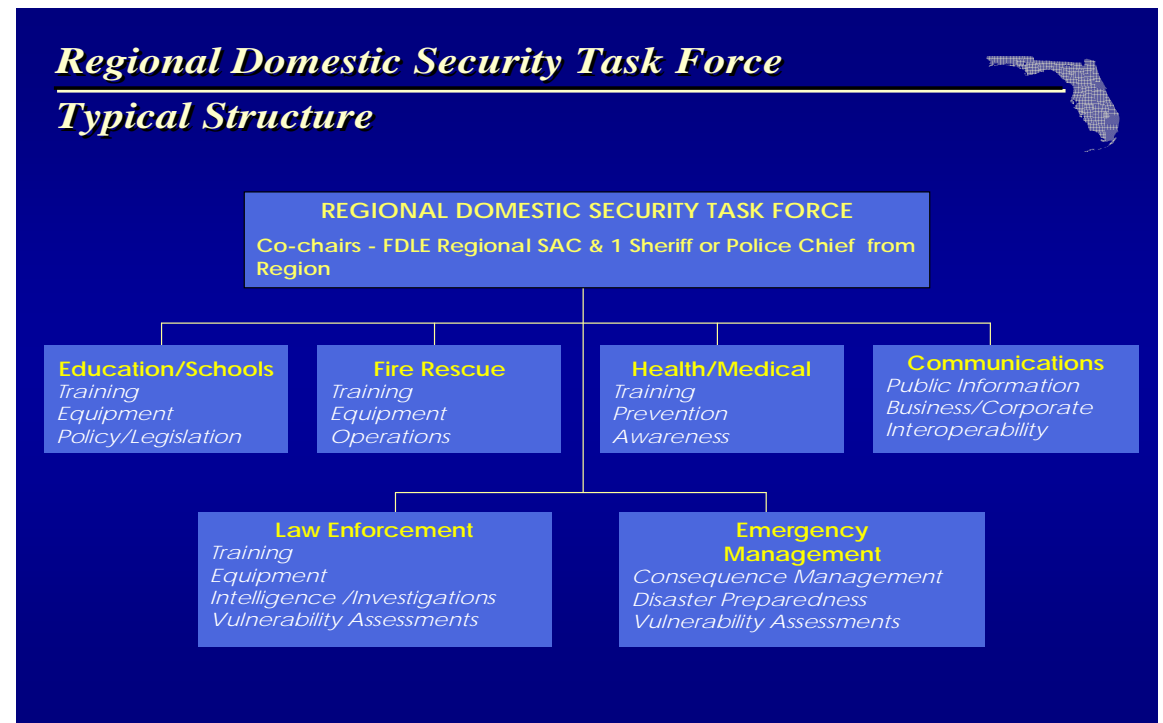 Regional Domestic Security Task Force
Typical Structure
REGIONAL DOMESTIC SECURITY TASK FORCE
Co-chairs - FDLE Regional SAC & 1 Sheriff or Police Chief from
Region
Education/Schools
Training
Equipment
Policy/Legislation
Fire Rescue
Training
Equipment
Operations
Health/Medical
Training
Prevention
Awareness
Communications
Public Information
Business/Corporate
Interoperability
Law Enforcement
Training
Equipment
Intelligence /Investigations
Vulnerability Assessments
Emergency
Management
Consequence Management
Disaster Preparedness
Vulnerability Assessments